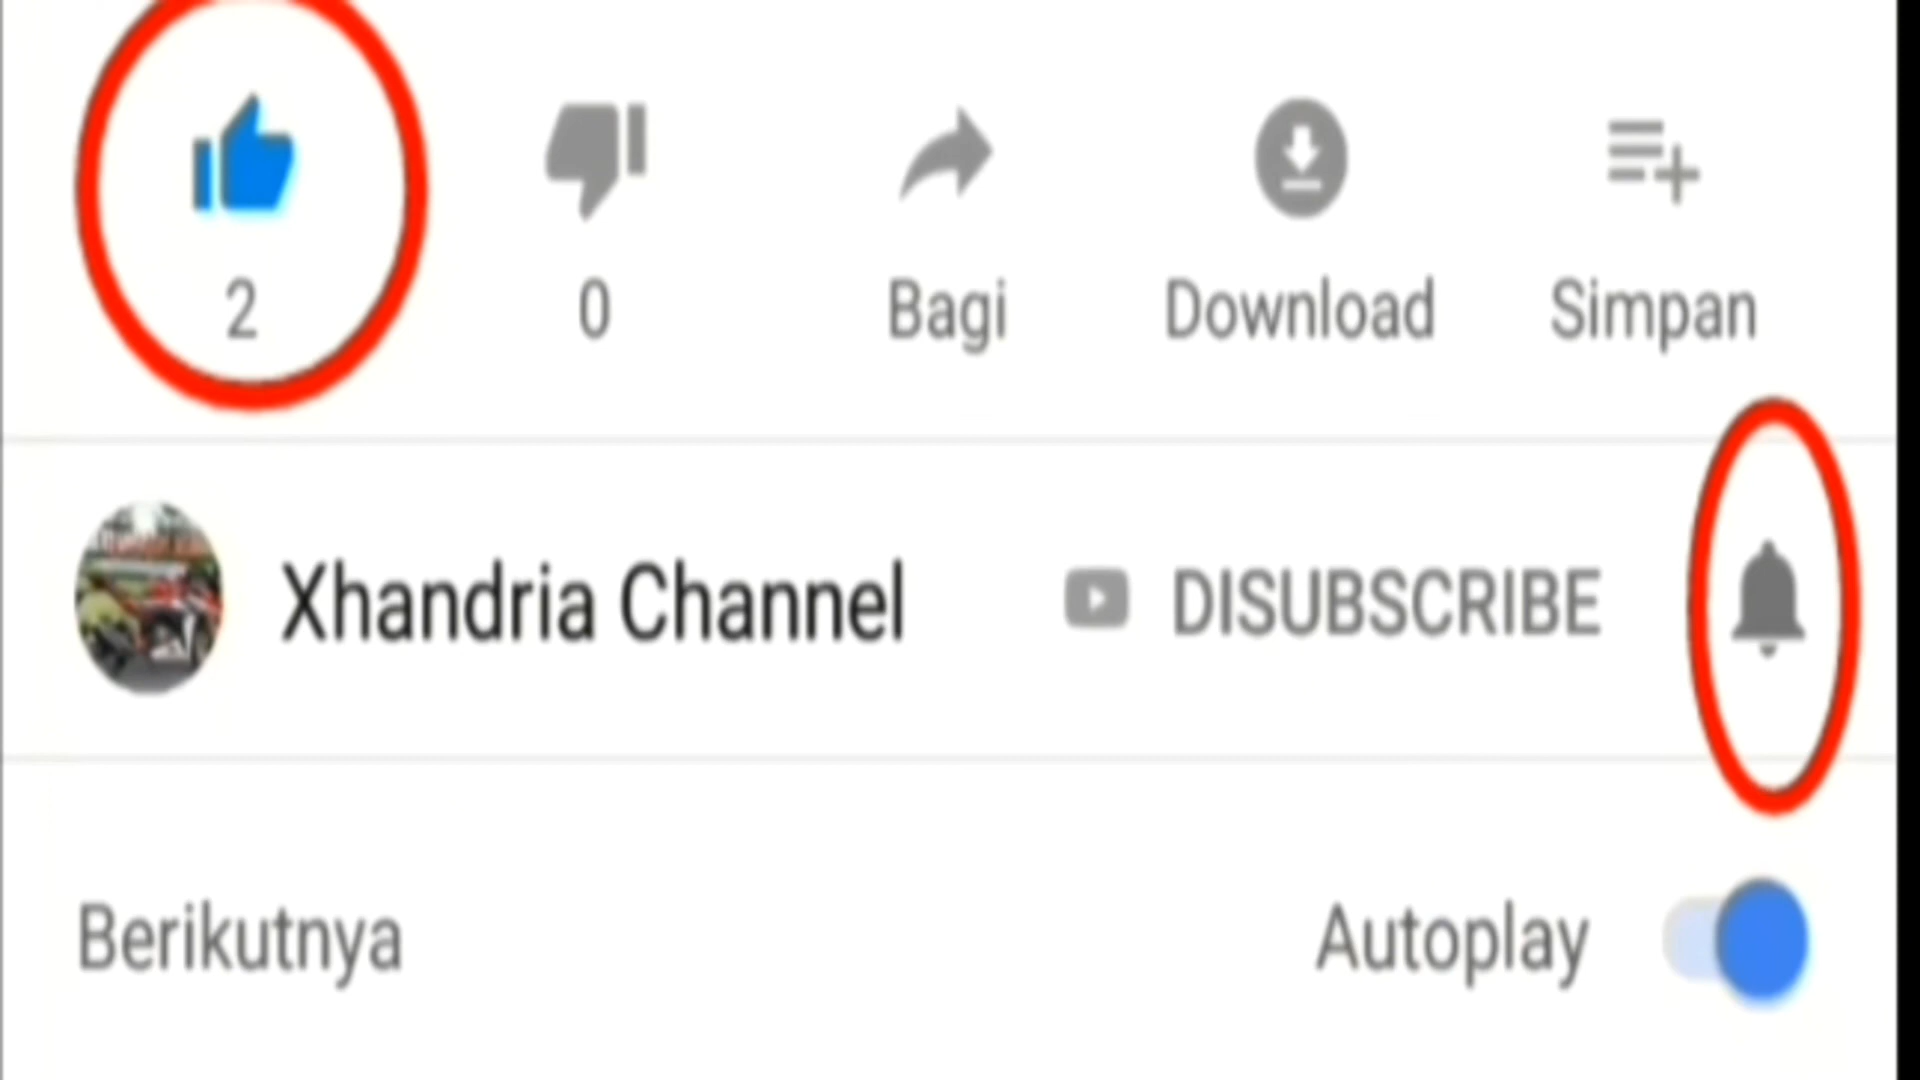 2 0 Bagi Download Simpan
Xhandria Channel DISUBSCRIBE
Berikutnya Autoplay